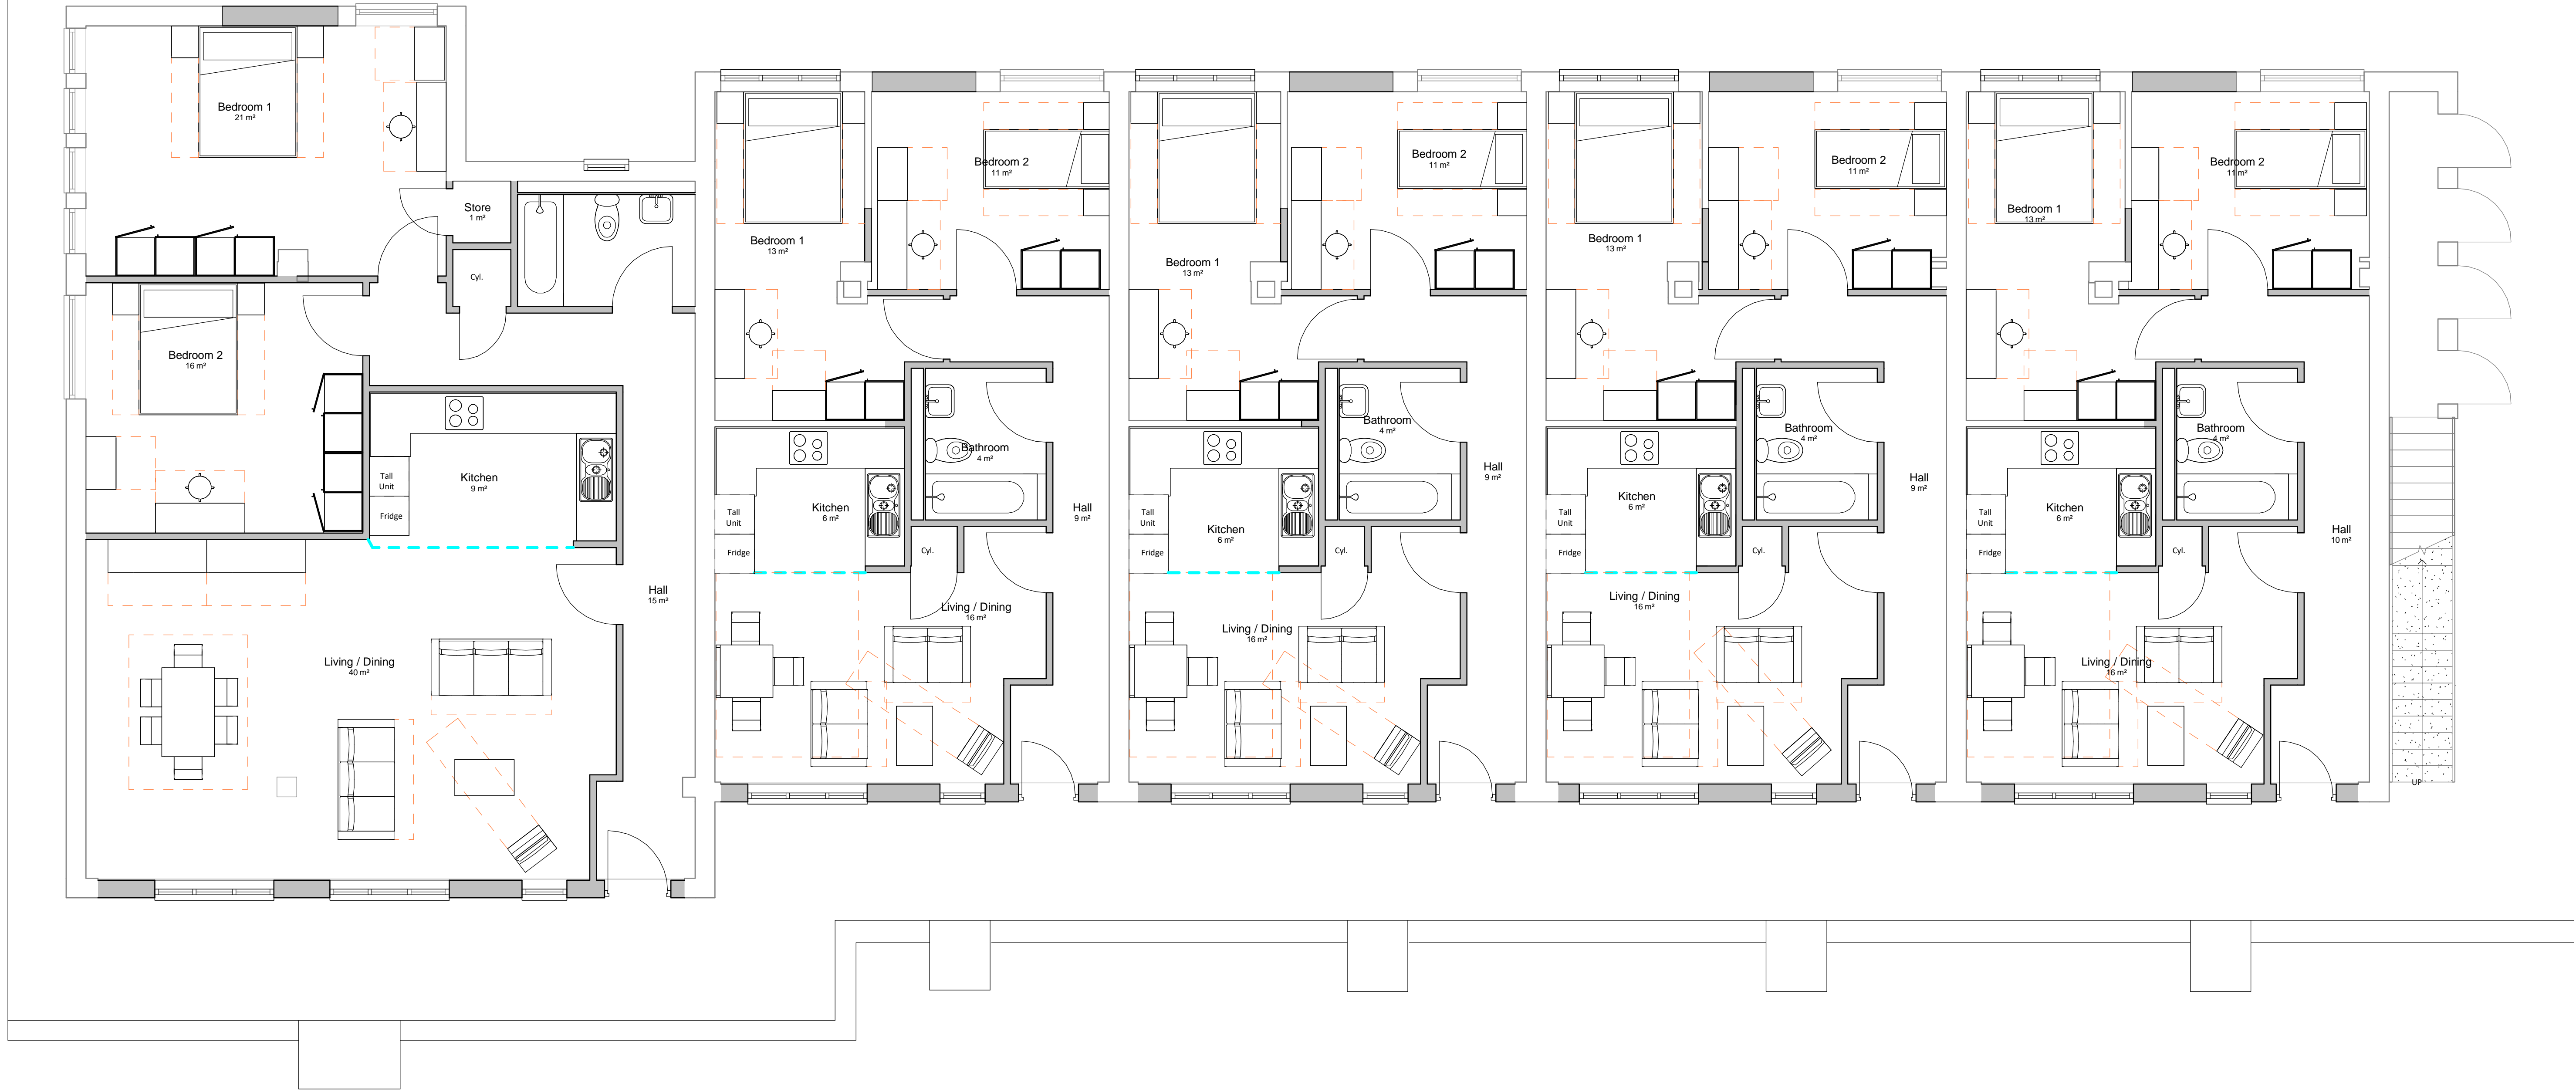 Bedroom 1
21 m²
Store
1 m²
Cyl.
Bedroom 2
16 m²
Kitchen
9 m²
Tall
Unit
Fridge
Hall
15 m²
Living / Dining
40 m²
Bedroom 1
13 m²
Bedroom 2
11 m²
Bathroom
4 m²
Kitchen
6 m²
Tall
Unit
Fridge
Cyl.
Hall
9 m²
Living / Dining
16 m²
Bedroom 1
13 m²
Bedroom 2
11 m²
Bathroom
4 m²
Hall
9 m²
Kitchen
6 m²
Tall
Unit
Fridge
Cyl.
Living / Dining
16 m²
Bedroom 1
13 m²
Bedroom 2
11 m²
Bathroom
4 m²
Hall
9 m²
Kitchen
6 m²
Tall
Unit
Fridge
Cyl.
Living / Dining
16 m²
Bedroom 1
13 m²
Bedroom 2
11 m²
Bathroom
4 m²
Kitchen
6 m²
Tall
Unit
Fridge
Cyl.
Hall
10 m²
Living / Dining
16 m²
UP